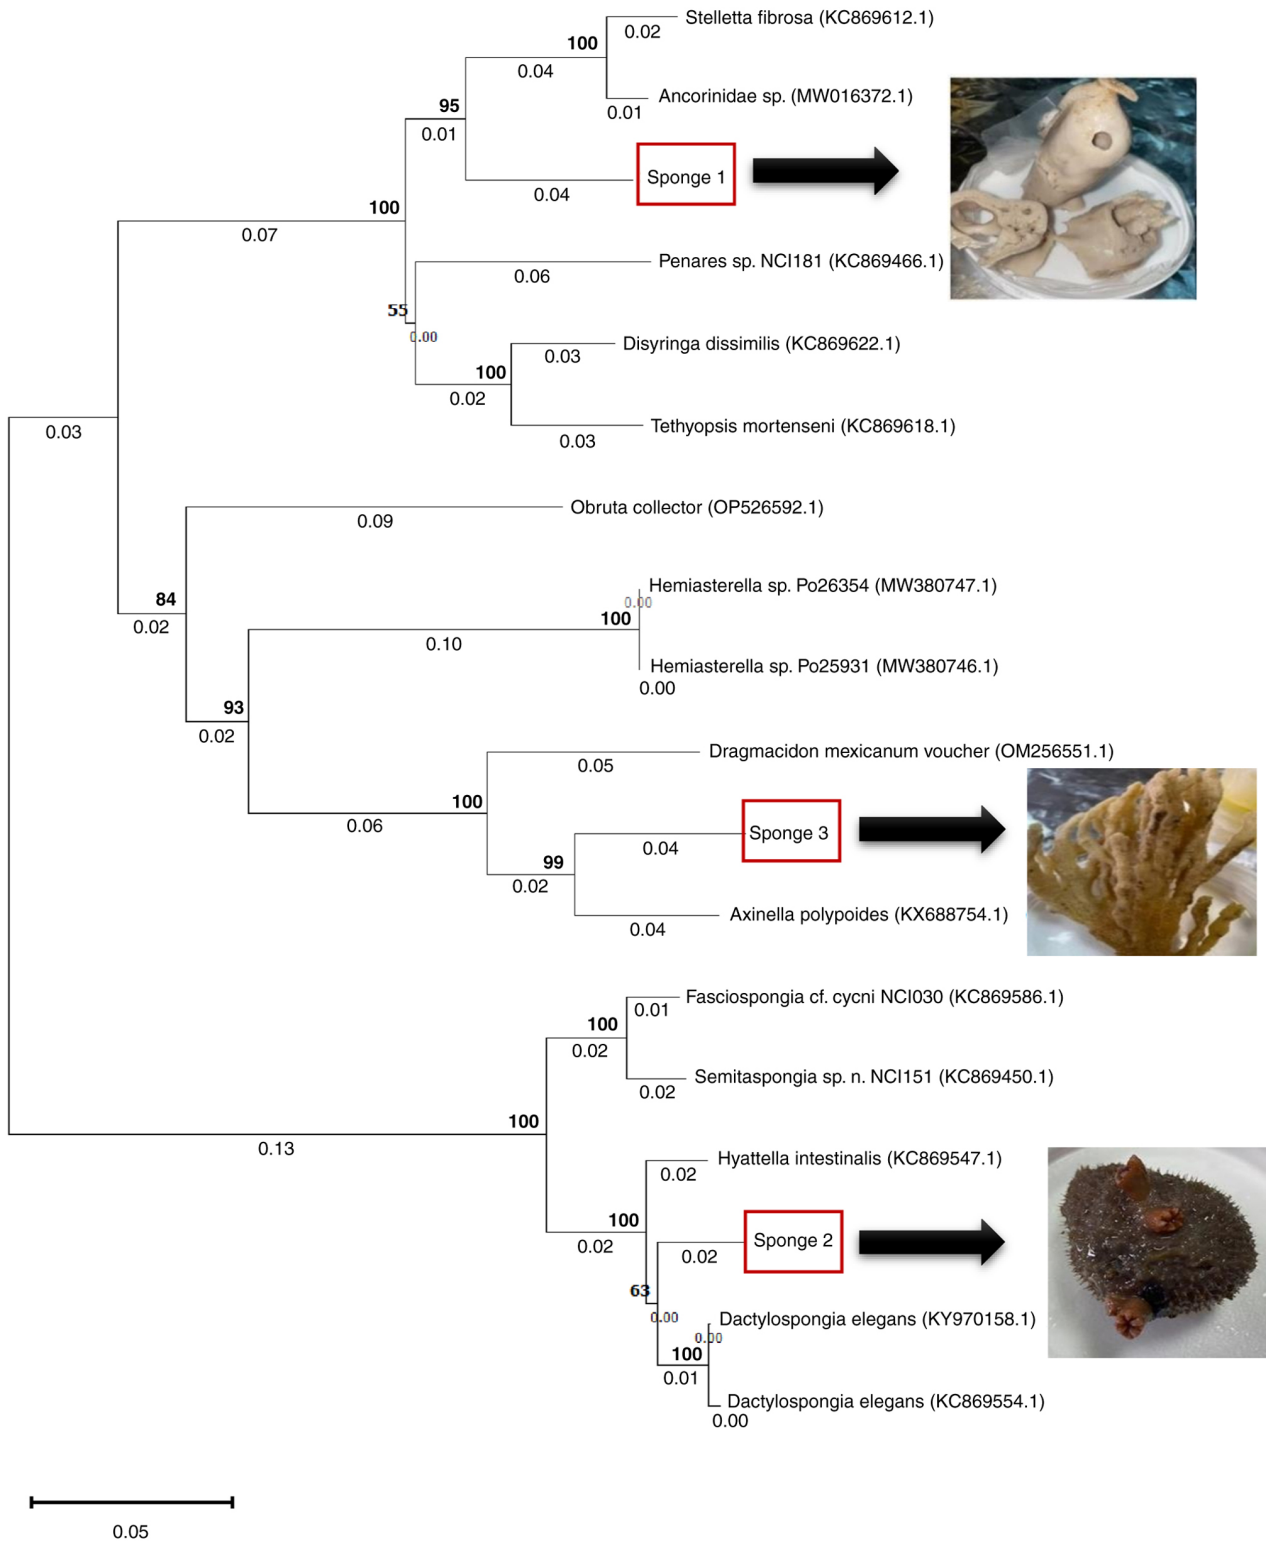 Stelletta fibrosa (KC869612.1)
0.02
100
0.04
Ancorinidae sp. (MW016372.1)
0.01
95
0.01
Sponge 1
0.04
100
0.07
Penares sp. NCI181 (KC869466.1)
0.06
55
0.00
Disyringa dissimilis (KC869622.1)
0.03
100
0.02
Tethyopsis mortenseni (KC869618.1)
0.03
0.03
Obruta collector (OP526592.1)
0.09
Hemiasterella sp. Po26354 (MW380747.1)
0.00
84
0.02
100
0.10
Hemiasterella sp. Po25931 (MW380746.1)
0.00
93
0.02
Dragmacidon mexicanum voucher (OM256551.1)
0.05
100
0.06
Sponge 3
0.04
99
0.02
Axinella polypoides (KX688754.1)
0.04
Fasciospongia cf. cycni NCI030 (KC869586.1)
0.01
100
0.02
Semitaspongia sp. n. NCI151 (KC869450.1)
0.02
100
0.13
Hyattella intestinalis (KC869547.1)
0.02
100
0.02
Sponge 2
0.02
63
0.00
Dactylospongia elegans (KY970158.1)
0.00
100
0.01
Dactylospongia elegans (KC869554.1)
0.00
0.05